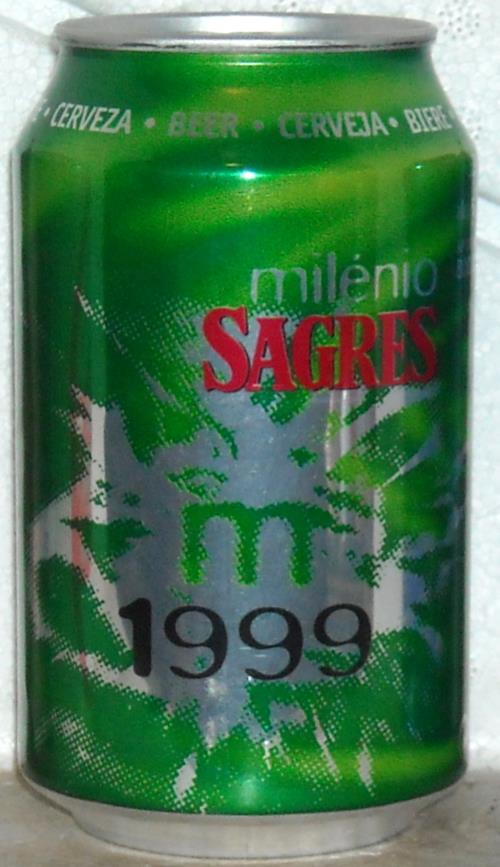 CERVEZA • BEER • CERVEJA • BIERE
milénio
SAGRES
m
1999